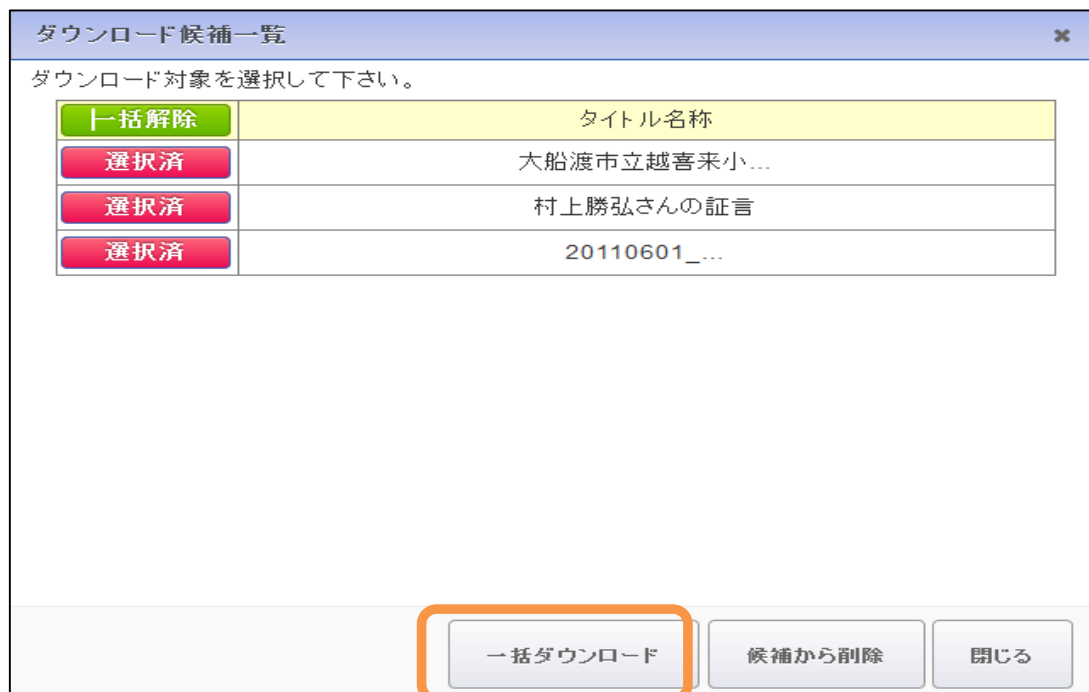 ダウンロード候補一覧
ダウンロード対象を選択して下さい。
一括解除 タイトル名称
選択済 大船渡市立越喜来小...
選択済 村上勝弘さんの証言
選択済 20110601_...
一括ダウンロード 候補から削除 閉じる